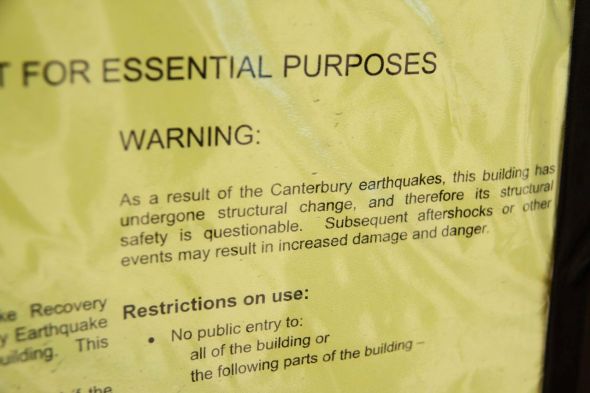 T FOR ESSENTIAL PURPOSES
WARNING:
As a result of the Canterbury earthquakes, this building has
undergone structural change, and therefore its structural
safety is questionable. Subsequent aftershocks or other
events may result in increased damage and danger.
ke Recovery
y Earthquake
uilding. This
if the
Restrictions on use:
• No public entry to:
all of the building or
the following parts of the building –